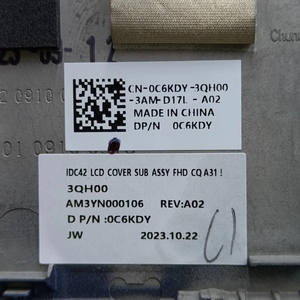 CN-0C6KDY-3QH00
-3AM-D17L - A02
MADE IN CHINA
DP/N 0C6KDY
IDC42 LCD COVER SUB ASSY FHD CQ A31 !
3QH00
AM3YN000106 REV:A02
D P/N :0C6KDY
JW 2023.10.22